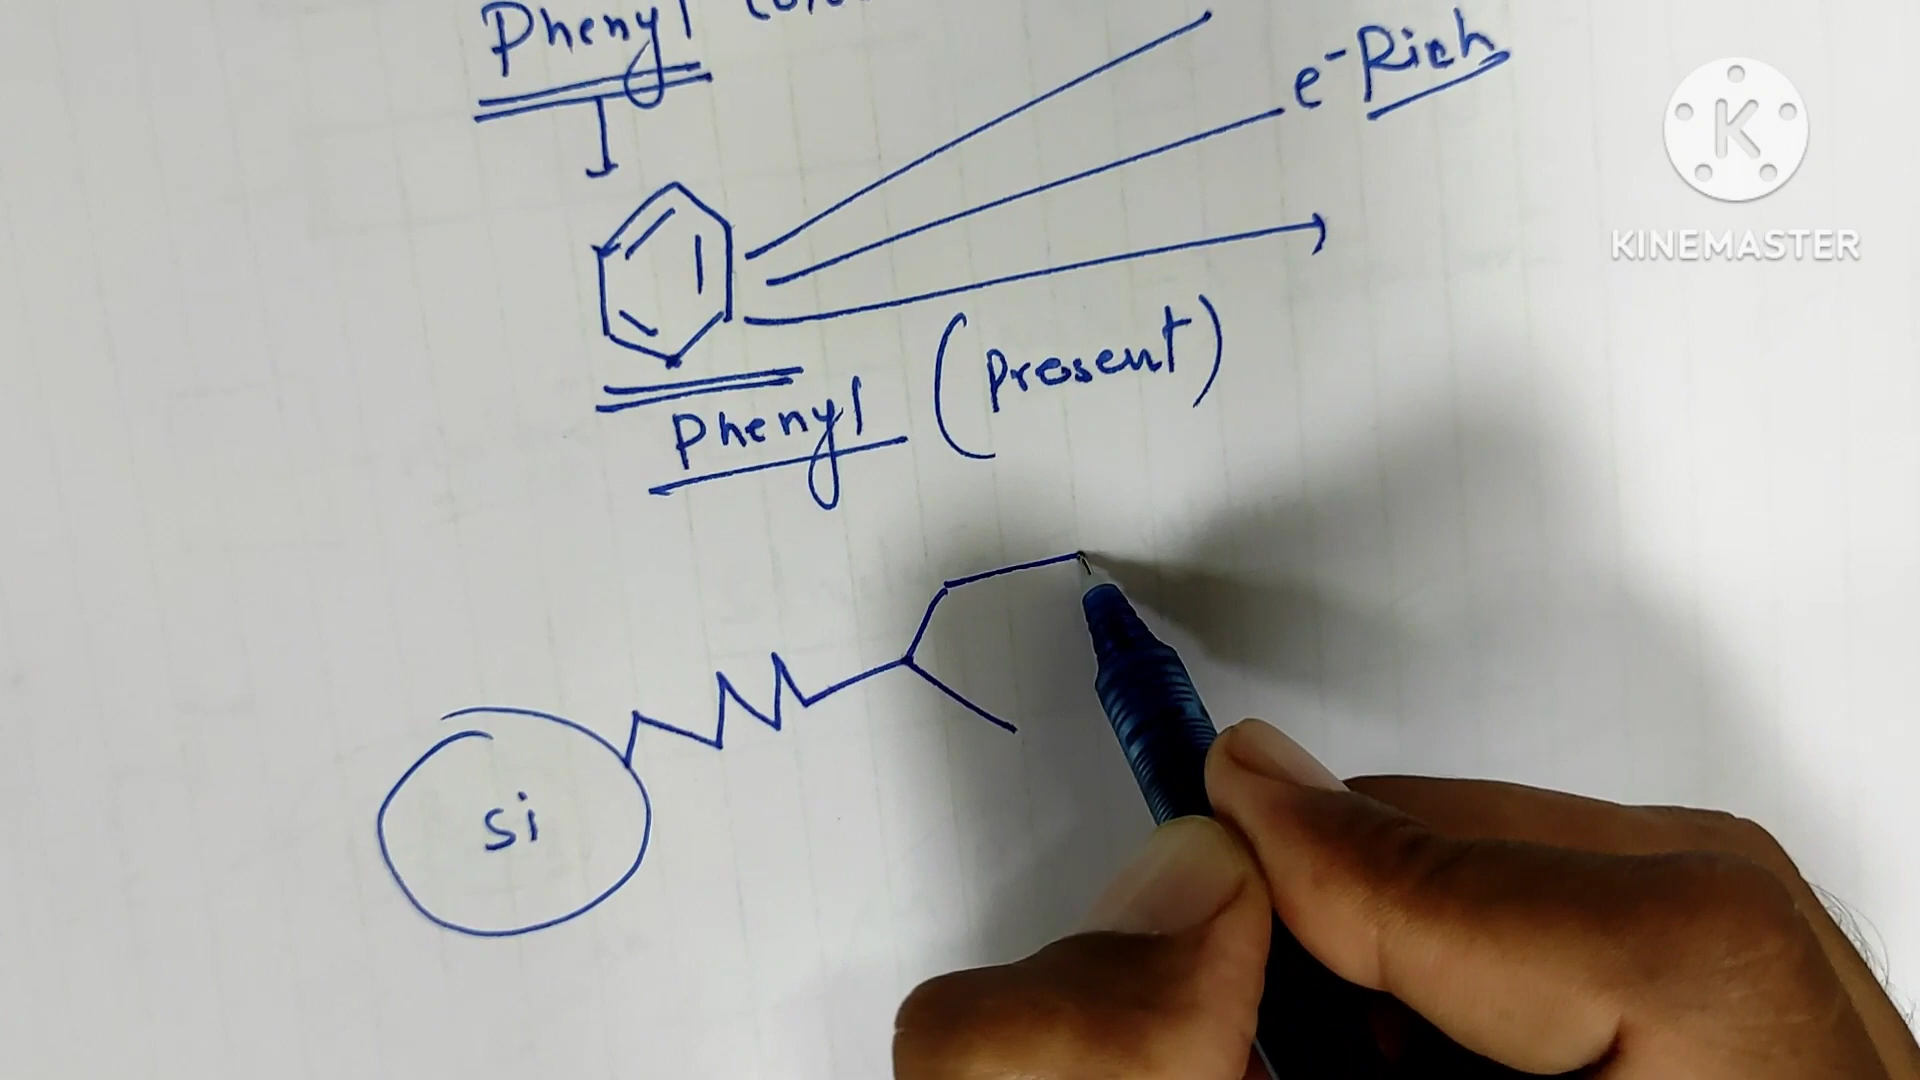 Phenyl
e⁻ Rich
K
KINEMASTER
Phenyl (Present)
Si